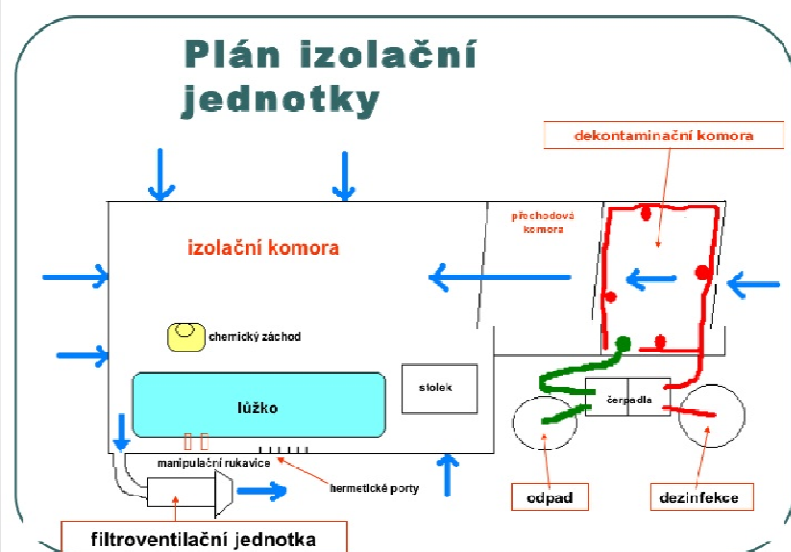 Plán izolační
jednotky
dekontaminační komora
přechodová
komora
izolační komora
chemický záchod
stolek
lůžko
čerpadla
manipulační rukavice
hermetické porty
odpad
dezinfekce
filtroventilační jednotka